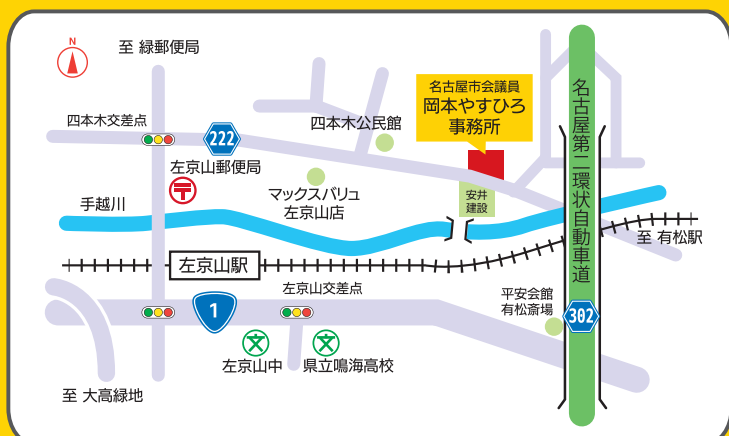 N
至 緑郵便局
四本木交差点
222
左京山郵便局
四本木公民館
名古屋市会議員
岡本やすひろ
事務所
マックスバリュ
左京山店
安井
建設
名古屋第二環状自動車道
手越川
左京山駅
至 有松駅
左京山交差点
1
平安会館
有松斎場
302
左京山中
県立鳴海高校
文
文
至 大高緑地